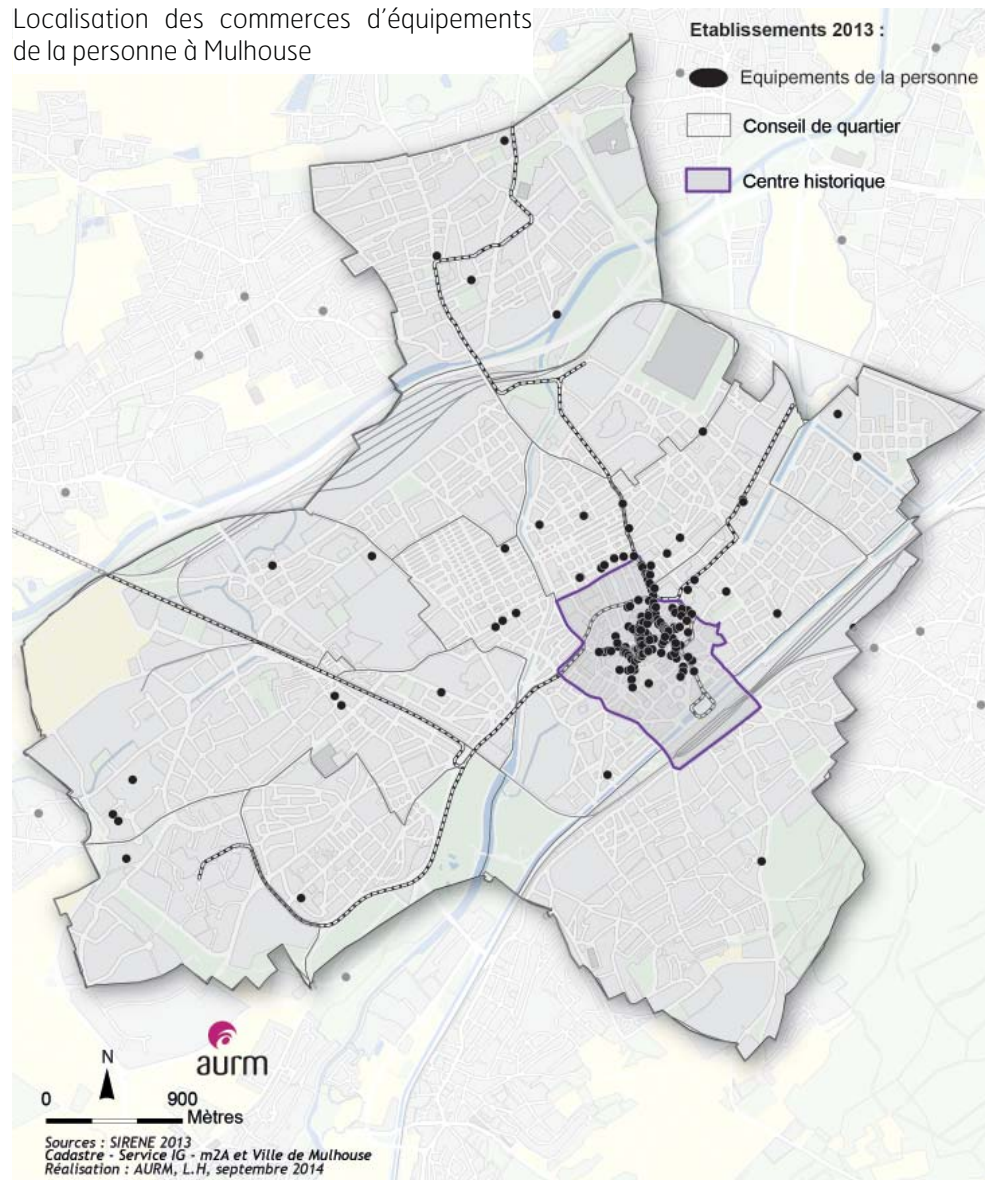 Localisation des commerces d’équipements
de la personne à Mulhouse
Etablissements 2013 :
Equipements de la personne
Conseil de quartier
Centre historique
aurm
N
0 900
Mètres
Sources : SIRENE 2013
Cadastre - Service IG - m2A et Ville de Mulhouse
Réalisation : AURM, L.H, septembre 2014